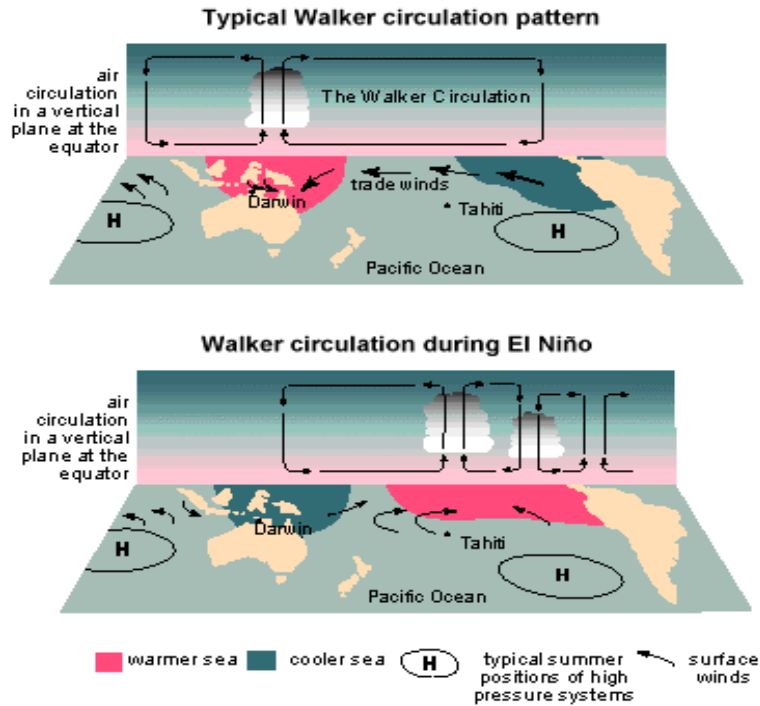 Typical Walker circulation pattern
air
circulation
in a vertical
plane at the
equator
The Walker Circulation
Darwin
trade winds
Tahiti
H
H
Pacific Ocean
Walker circulation during El Niño
air
circulation
in a vertical
plane at the
equator
Darwin
Tahiti
H
H
Pacific Ocean
warmer sea
cooler sea
H
typical summer
positions of high
pressure systems
surface
winds